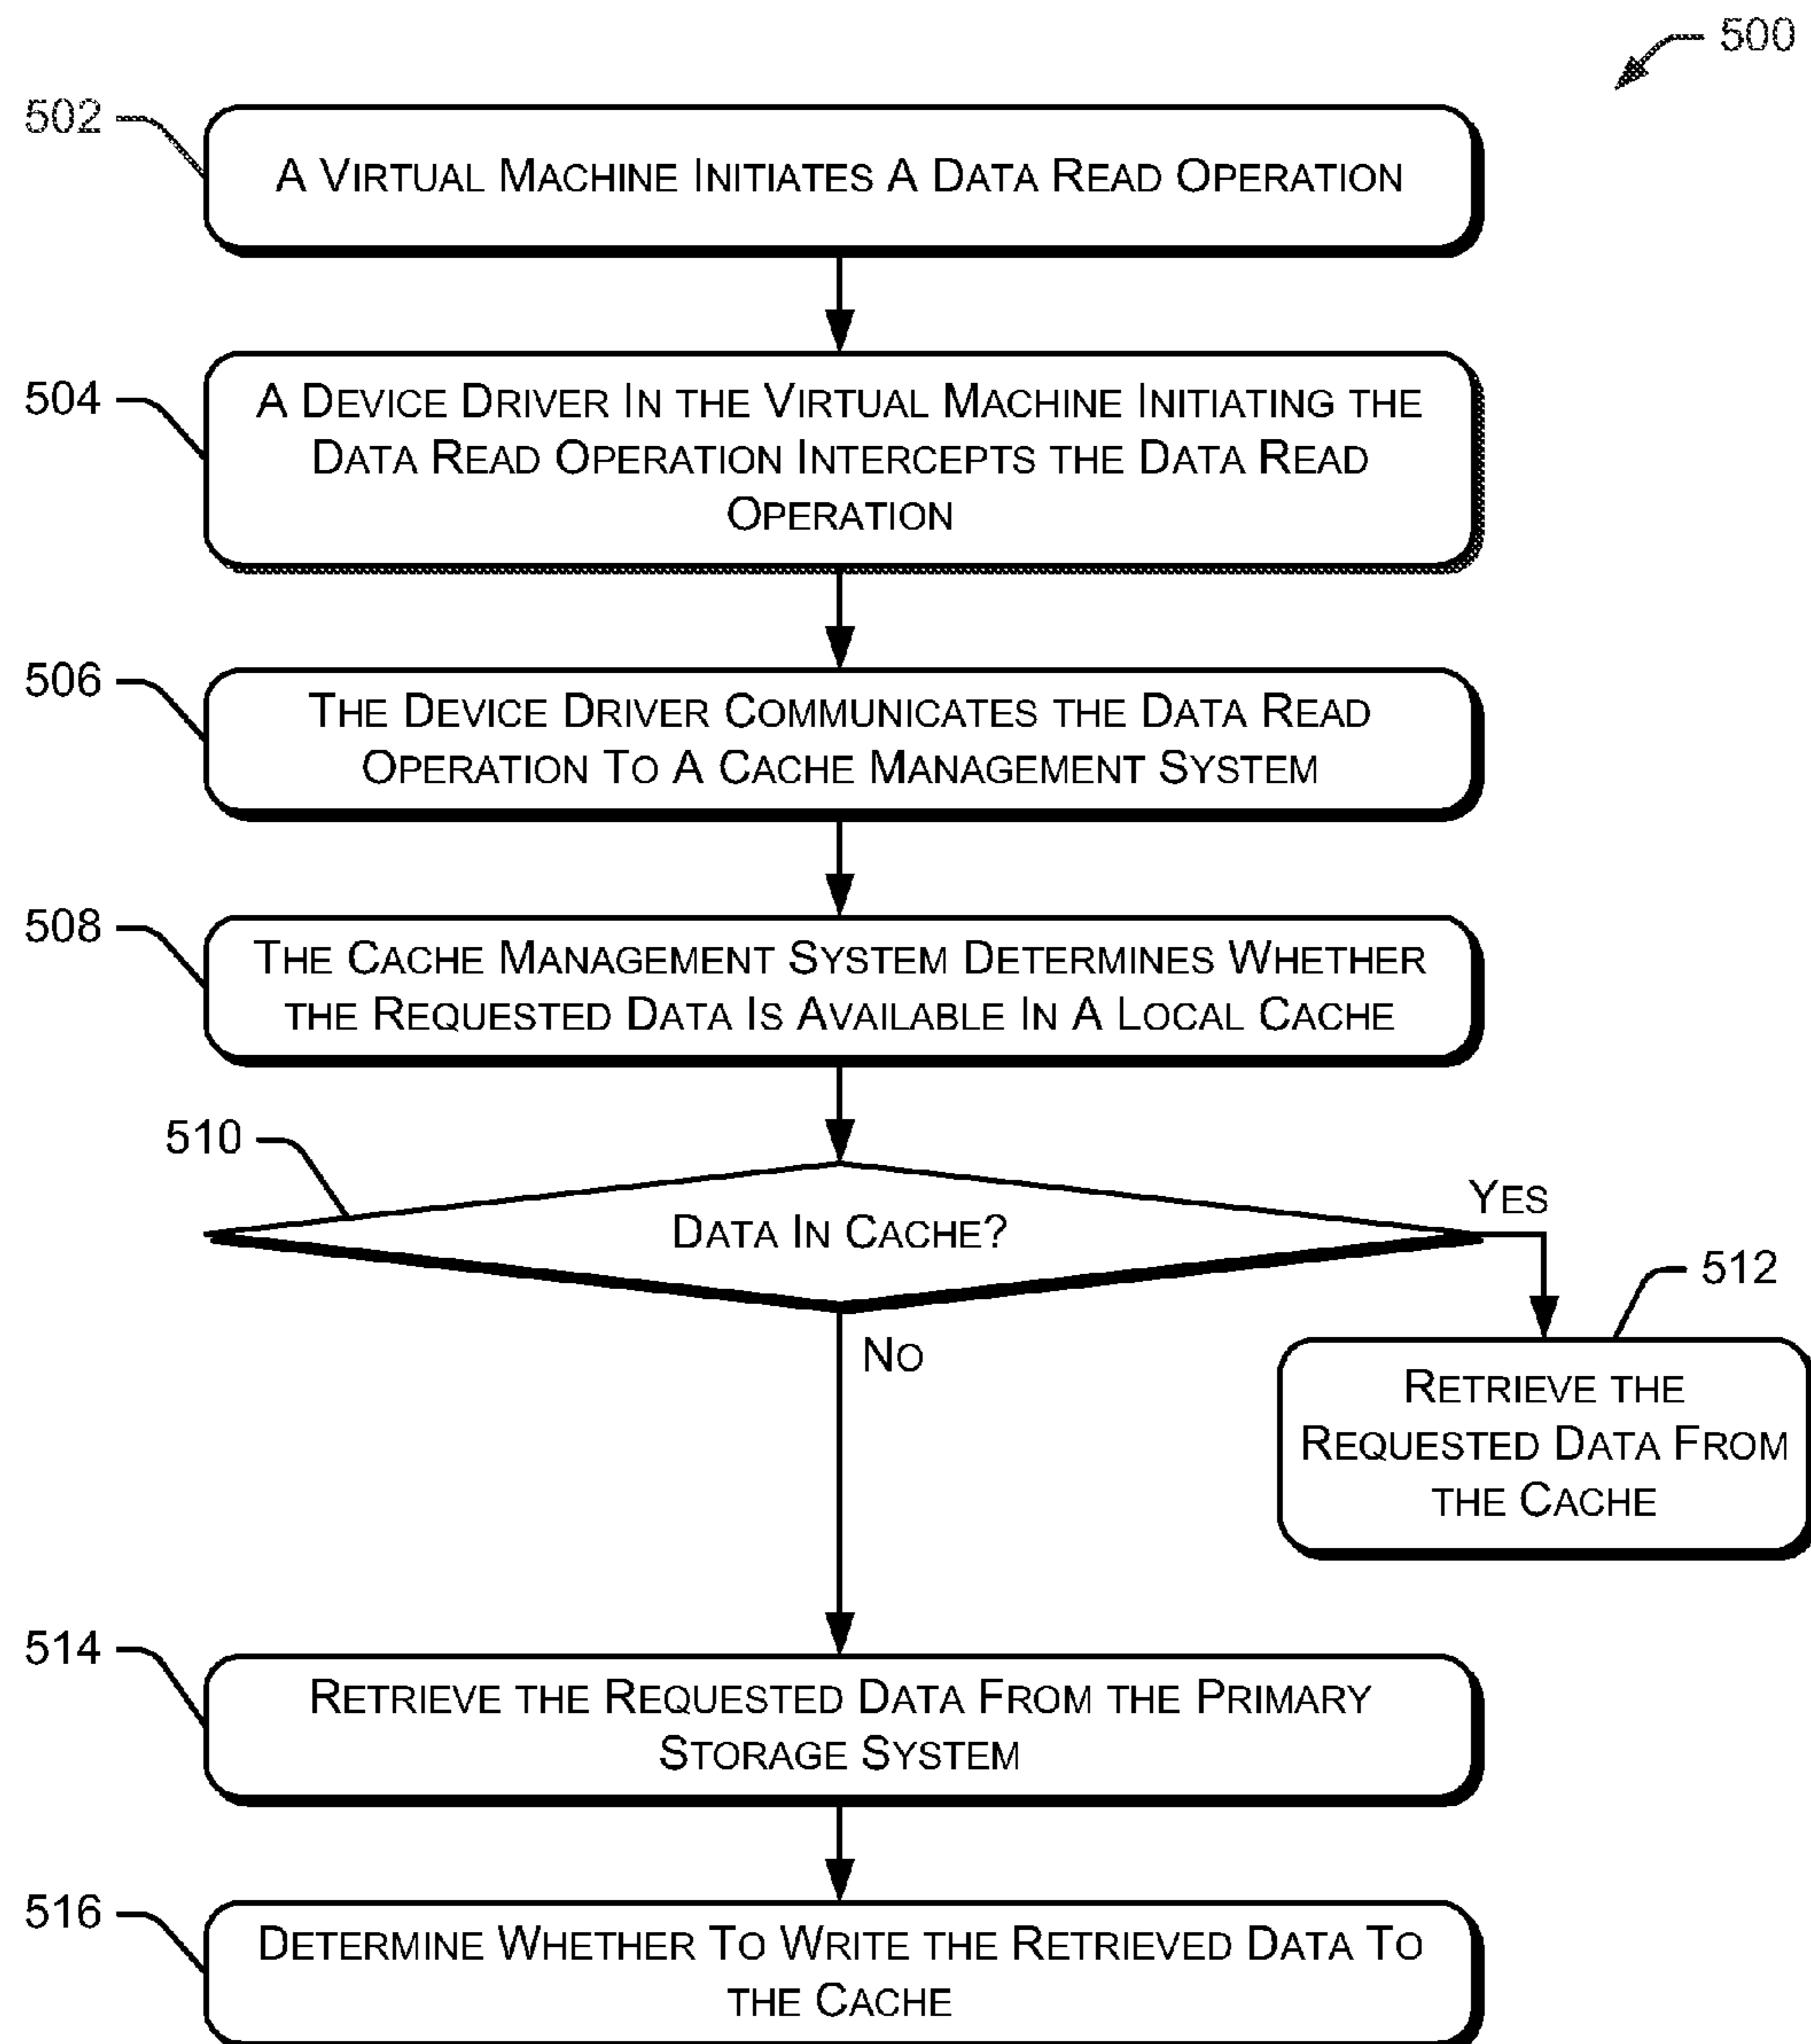 500
502
A VIRTUAL MACHINE INITIATES A DATA READ OPERATION
504
A DEVICE DRIVER IN THE VIRTUAL MACHINE INITIATING THE
DATA READ OPERATION INTERCEPTS THE DATA READ
OPERATION
506
THE DEVICE DRIVER COMMUNICATES THE DATA READ
OPERATION TO A CACHE MANAGEMENT SYSTEM
508
THE CACHE MANAGEMENT SYSTEM DETERMINES WHETHER
THE REQUESTED DATA IS AVAILABLE IN A LOCAL CACHE
510
DATA IN CACHE?
YES
512
NO
RETRIEVE THE
REQUESTED DATA FROM
THE CACHE
514
RETRIEVE THE REQUESTED DATA FROM THE PRIMARY
STORAGE SYSTEM
516
DETERMINE WHETHER TO WRITE THE RETRIEVED DATA TO
THE CACHE